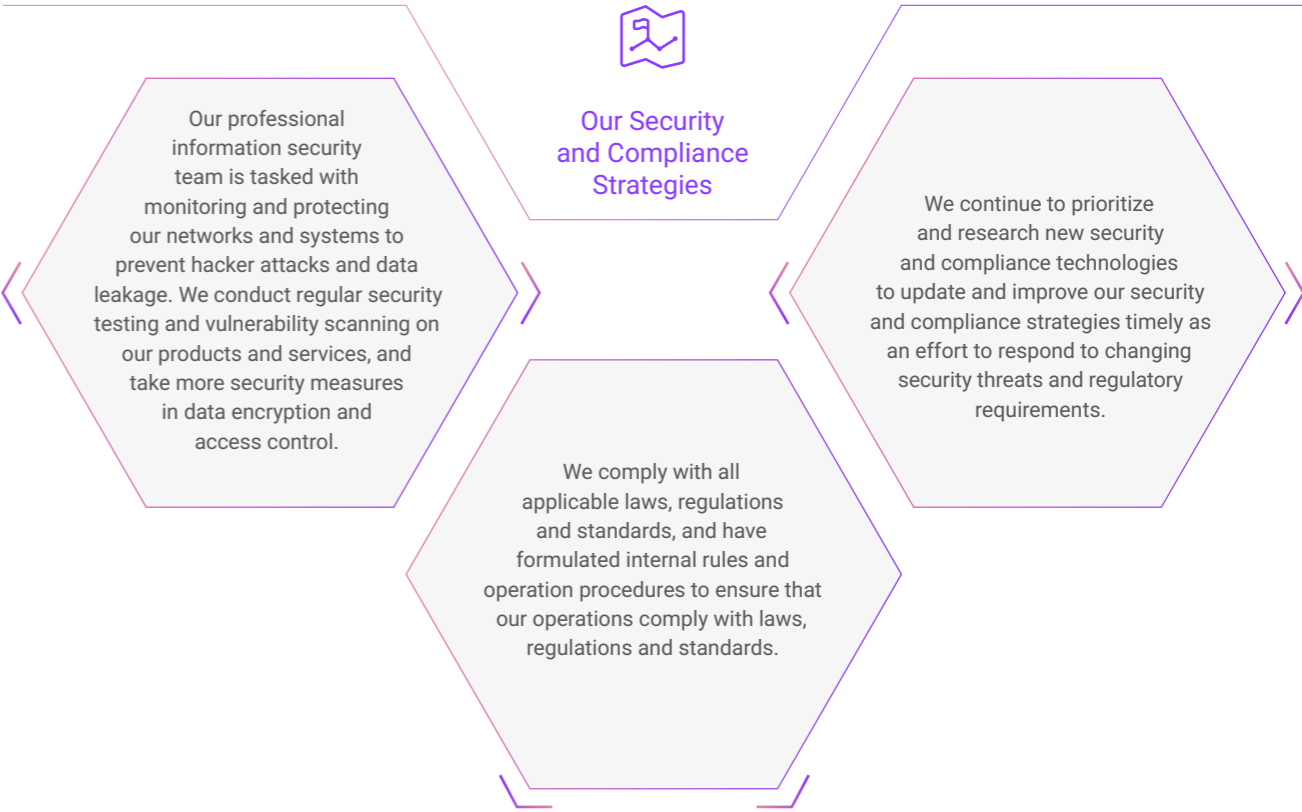 Our Security
and Compliance
Strategies
Our professional
information security
team is tasked with
monitoring and protecting
our networks and systems to
prevent hacker attacks and data
leakage. We conduct regular security
testing and vulnerability scanning on
our products and services, and
take more security measures
in data encryption and
access control.
We comply with all
applicable laws, regulations
and standards, and have
formulated internal rules and
operation procedures to ensure that
our operations comply with laws,
regulations and standards.
We continue to prioritize
and research new security
and compliance technologies
to update and improve our security
and compliance strategies timely as
an effort to respond to changing
security threats and regulatory
requirements.